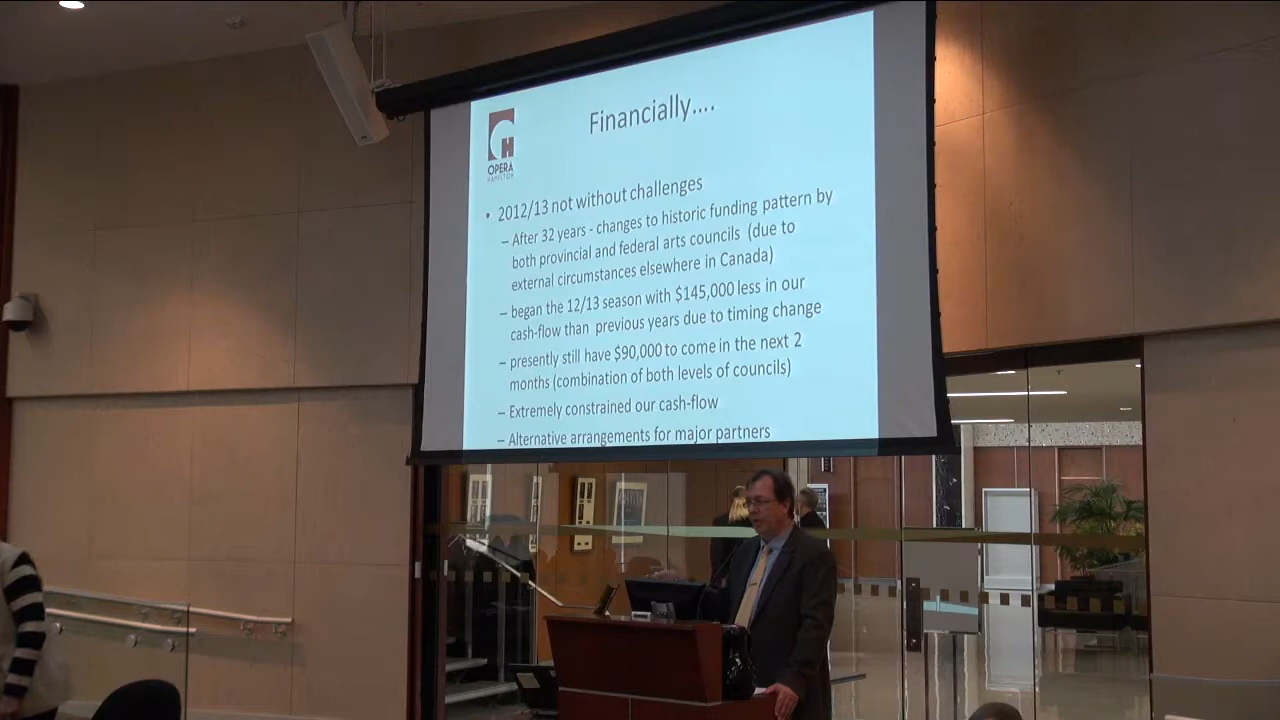 Financially....
OPERA
HAMILTON
• 2012/13 not without challenges
– After 32 years - changes to historic funding pattern by
both provincial and federal arts councils (due to
external circumstances elsewhere in Canada)
– began the 12/13 season with $145,000 less in our
cash-flow than previous years due to timing change
– presently still have $90,000 to come in the next 2
months (combination of both levels of councils)
– Extremely constrained our cash-flow
– Alternative arrangements for major partners